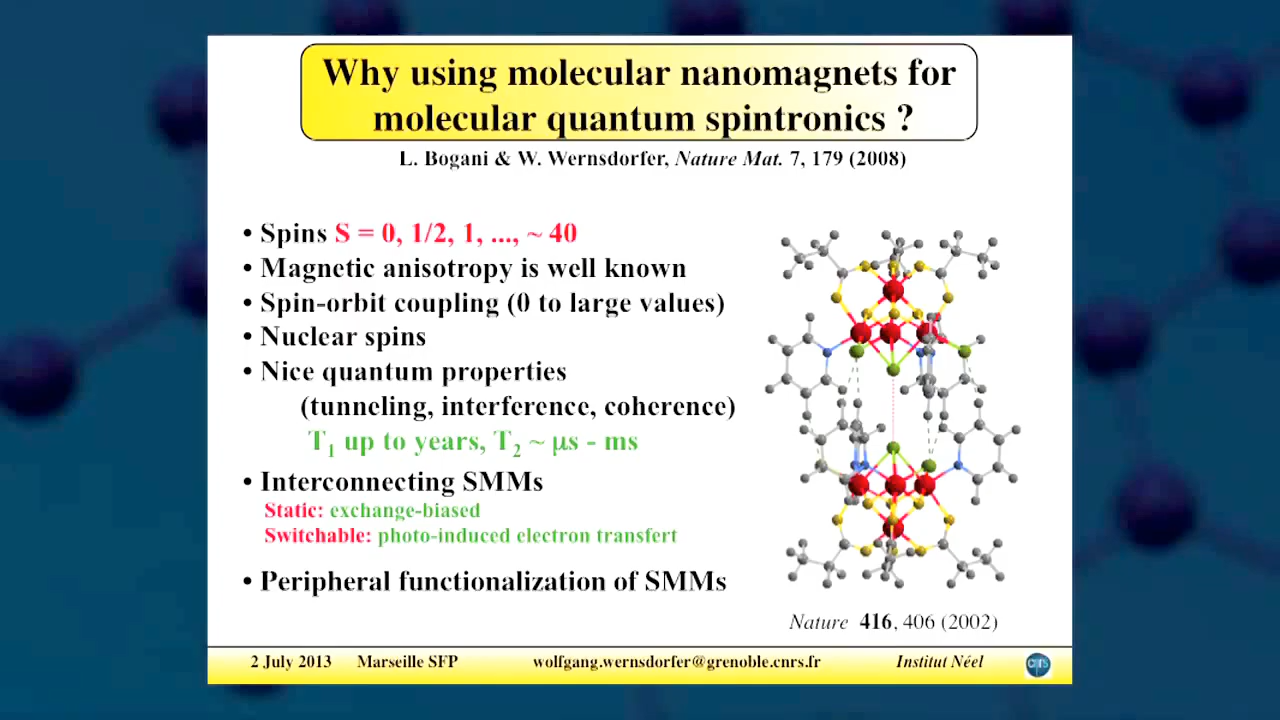 Why using molecular nanomagnets for
molecular quantum spintronics ?
L. Bogani & W. Wernsdorfer, Nature Mat. 7, 179 (2008)
• Spins S = 0, 1/2, 1, ..., ~ 40
• Magnetic anisotropy is well known
• Spin-orbit coupling (0 to large values)
• Nuclear spins
• Nice quantum properties
(tunneling, interference, coherence)
T1 up to years, T2 ~ μs - ms
• Interconnecting SMMs
Static: exchange-biased
Switchable: photo-induced electron transfert
• Peripheral functionalization of SMMs
Nature 416, 406 (2002)
2 July 2013 Marseille SFP wolfgang.wernsdorfer@grenoble.cnrs.fr Institut Néel cnrs